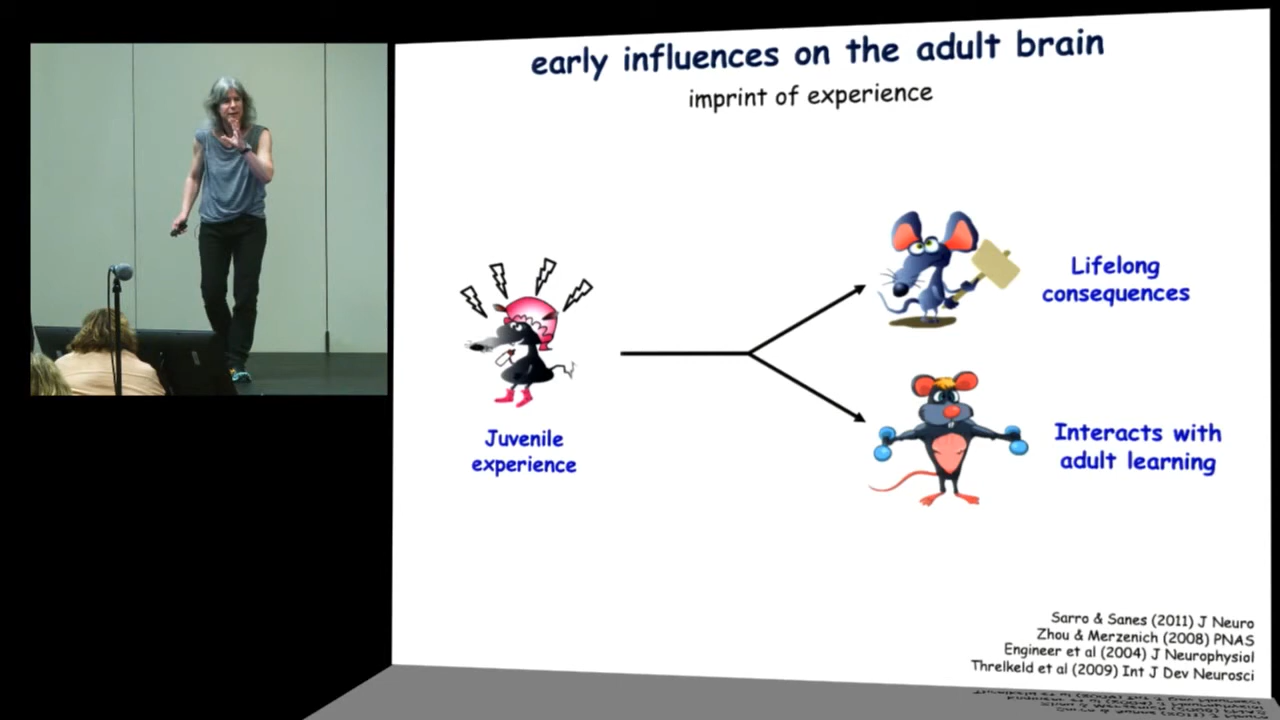 early influences on the adult brain
imprint of experience
Lifelong
consequences
Juvenile
experience
Interacts with
adult learning
Sarro & Sanes (2011) J Neuro
Zhou & Merzenich (2008) PNAS
Engineer et al (2004) J Neurophysiol
Threlkeld et al (2009) Int J Dev Neurosci